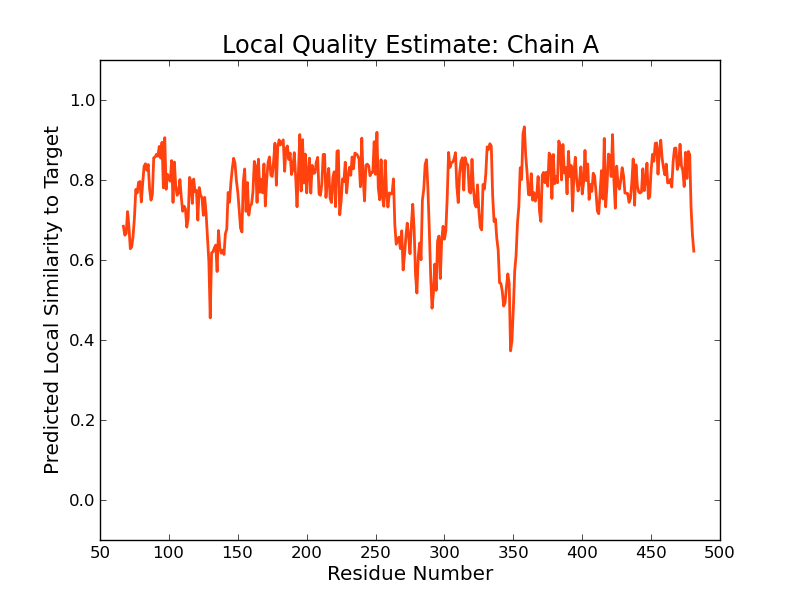 Local Quality Estimate: Chain A
Predicted Local Similarity to Target
1.0
0.8
0.6
0.4
0.2
0.0
50 100 150 200 250 300 350 400 450 500
Residue Number